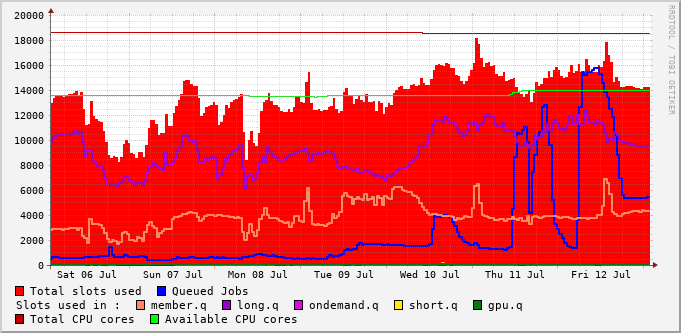 20000
18000
16000
14000
12000
10000
8000
6000
4000
2000
0
Sat 06 Jul Sun 07 Jul Mon 08 Jul Tue 09 Jul Wed 10 Jul Thu 11 Jul Fri 12 Jul
Total slots used Queued Jobs
Slots used in : member.q long.q ondemand.q short.q gpu.q
Total CPU cores Available CPU cores
RRDTOOL / TOBI OETIKER